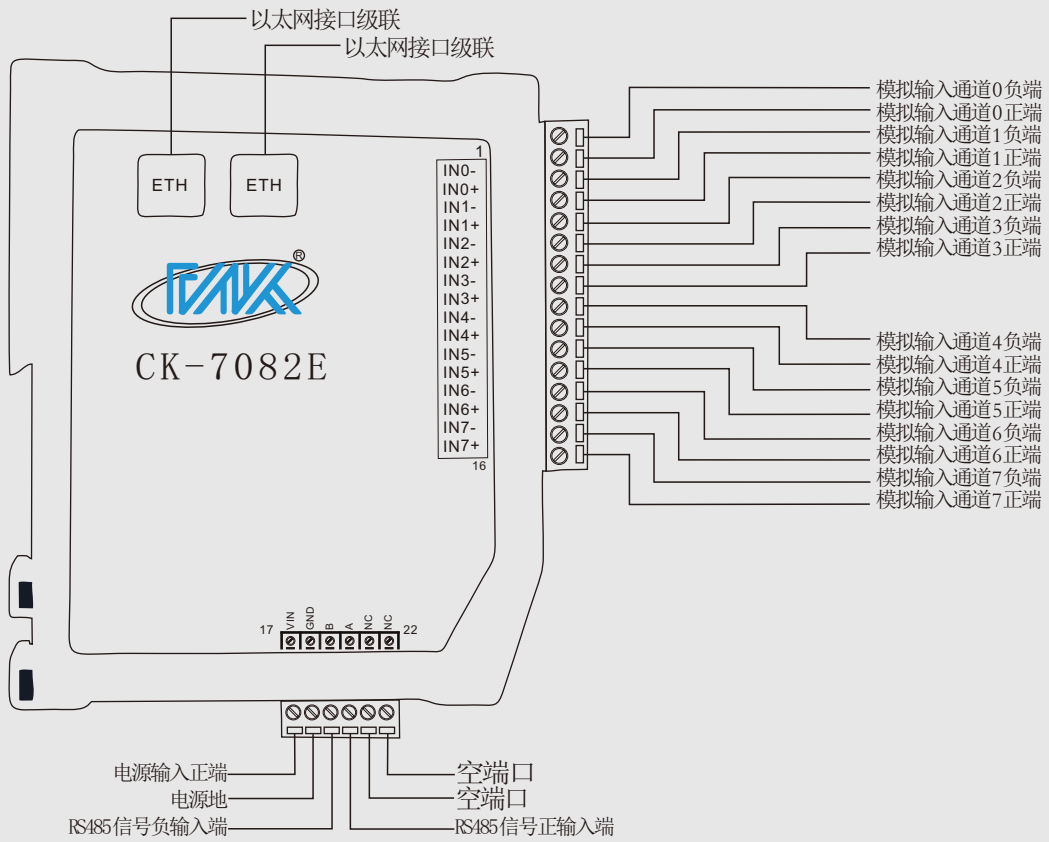 以太网接口级联
以太网接口级联
ETH
ETH
®
CK-7082E
1
IN0-
IN0+
IN1-
IN1+
IN2-
IN2+
IN3-
IN3+
IN4-
IN4+
IN5-
IN5+
IN6-
IN6+
IN7-
IN7+
16
模拟输入通道0负端
模拟输入通道0正端
模拟输入通道1负端
模拟输入通道1正端
模拟输入通道2负端
模拟输入通道2正端
模拟输入通道3负端
模拟输入通道3正端
模拟输入通道4负端
模拟输入通道4正端
模拟输入通道5负端
模拟输入通道5正端
模拟输入通道6负端
模拟输入通道6正端
模拟输入通道7负端
模拟输入通道7正端
17
VIN
GND
B
A
NC
NC
22
电源输入正端
电源地
RS485信号负输入端
空端口
空端口
RS485信号正输入端